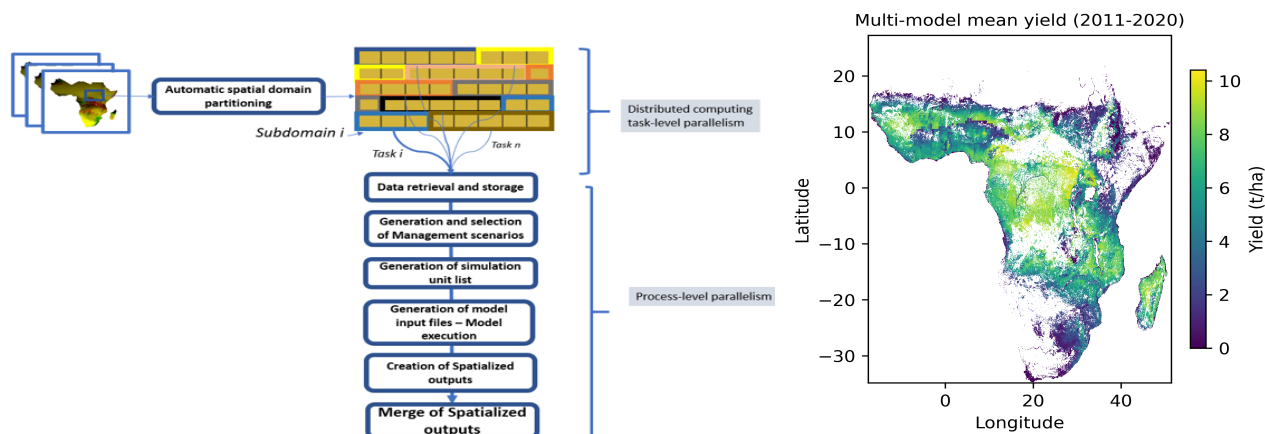 Automatic spatial domain
partitioning
Subdomain i
Task i
Task n
Distributed computing
task-level parallelism
Data retrieval and storage
Generation and selection
of Management scenarios
Generation of simulation
unit list
Generation of model
input files – Model
execution
Creation of Spatialized
outputs
Merge of Spatialized
outputs
Process-level parallelism
Multi-model mean yield (2011-2020)
Latitude
20
10
0
−10
−20
−30
0
20
40
Longitude
10
8
6
4
2
0
Yield (t/ha)